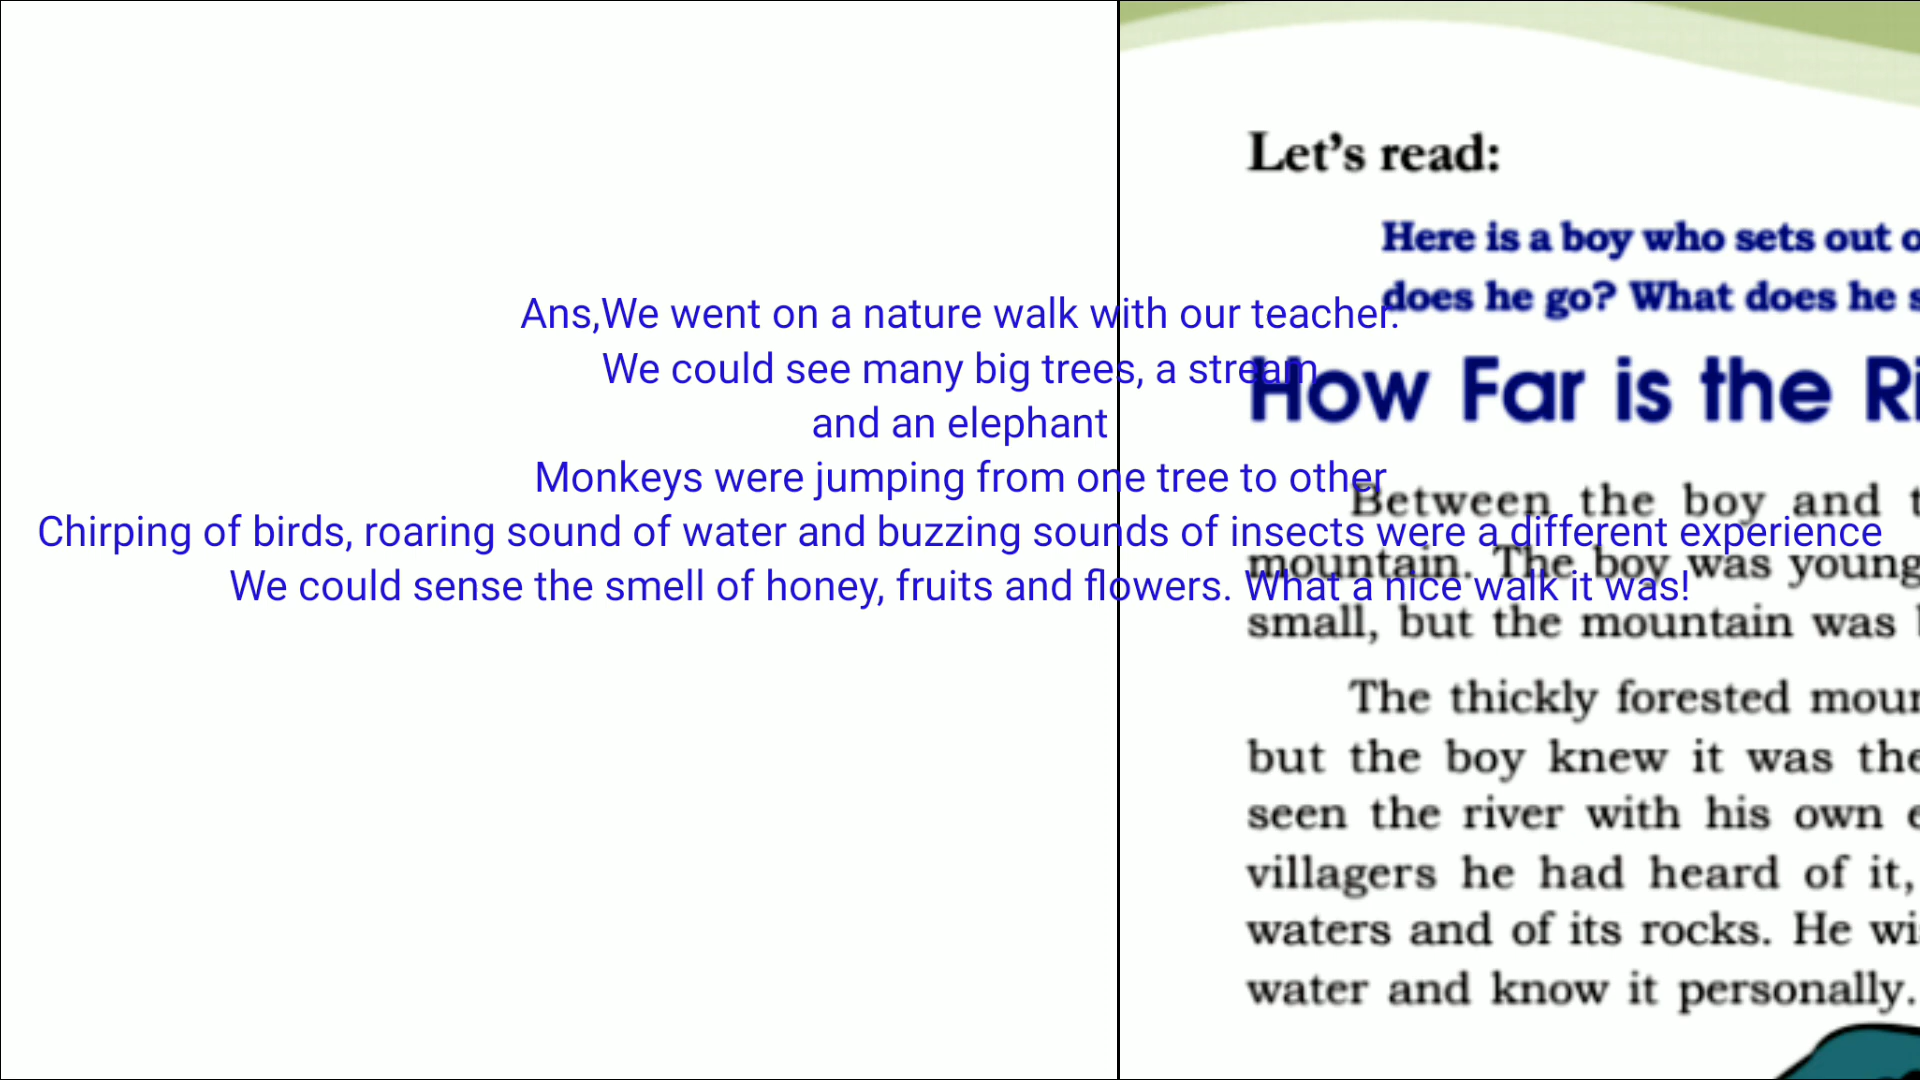 Ans,We went on a nature walk with our teacher.
We could see many big trees, a stream
and an elephant
Monkeys were jumping from one tree to other
Chirping of birds, roaring sound of water and buzzing sounds of insects were a different experience
We could sense the smell of honey, fruits and flowers. What a nice walk it was!
Let's read:
Here is a boy who sets out
does he go? What does he
How Far is the
Between the boy and
mountain. The boy was young
small, but the mountain was
The thickly forested
but the boy knew it was the
seen the river with his own
villagers he had heard of it,
waters and of its rocks. He
water and know it personally.